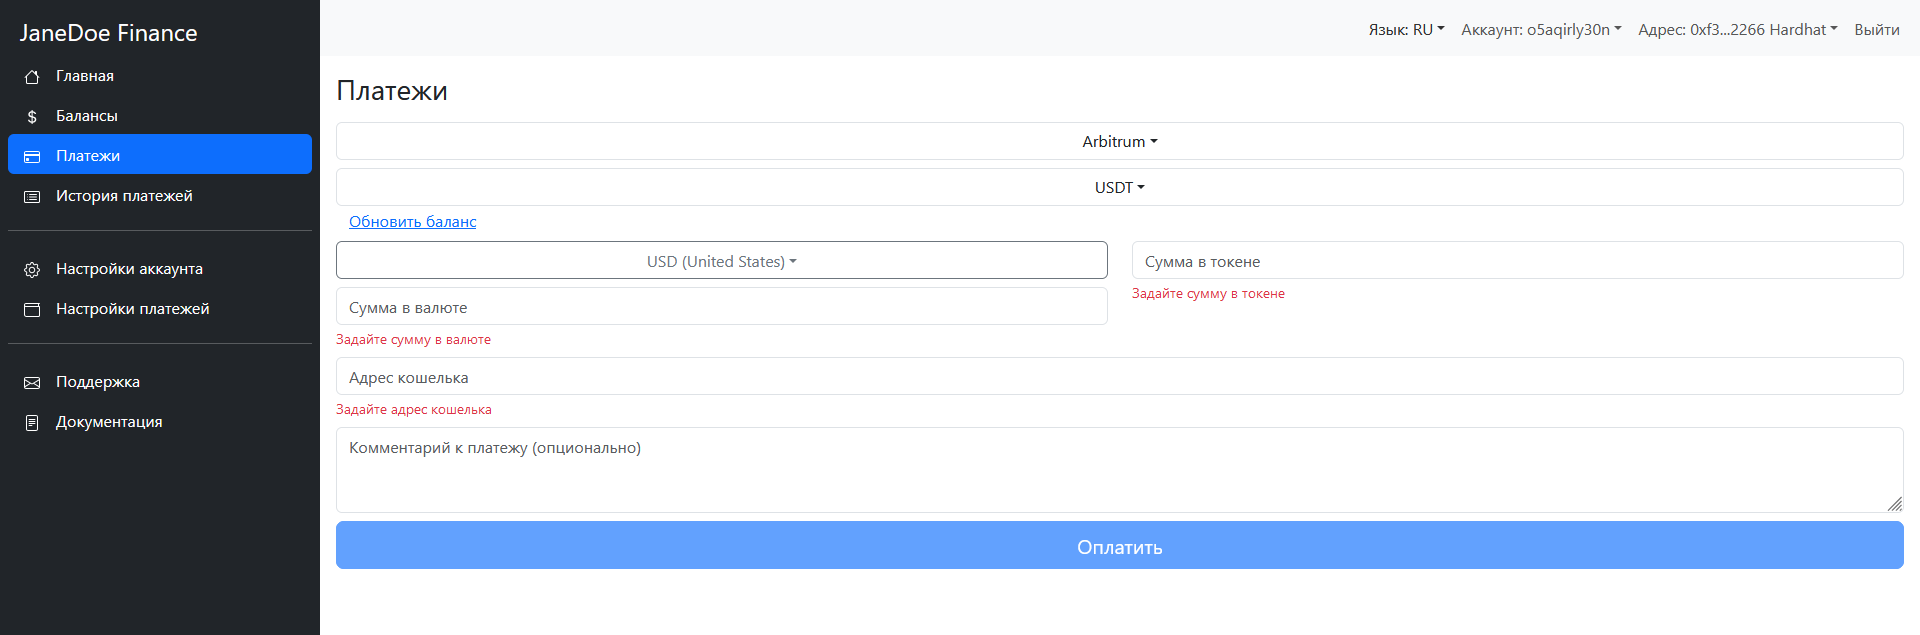 JaneDoe Finance
Главная
Балансы
Платежи
История платежей
Настройки аккаунта
Настройки платежей
Поддержка
Документация
Язык: RU
Аккаунт: o5aqirly30n
Адрес: 0xf3...2266 Hardhat
Выйти
Платежи
Arbitrum
USDT
Обновить баланс
USD (United States)
Сумма в валюте
Задайте сумму в валюте
Сумма в токене
Задайте сумму в токене
Адрес кошелька
Задайте адрес кошелька
Комментарий к платежу (опционально)
Оплатить